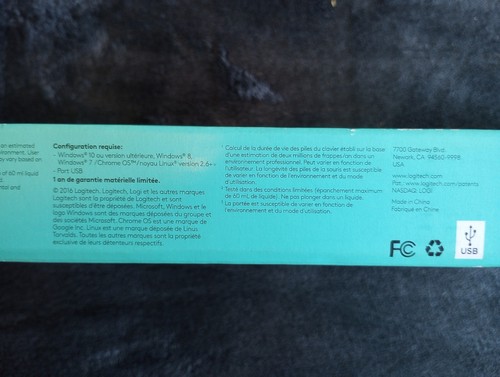 an estimated
vironment. User
ay vary based on
of 60 ml liquid
Configuration requise:
- Windows® 10 ou version ultérieure, Windows® 8,
Windows® 7 /Chrome OS™/noyau Linux® version 2.6+
- Port USB
1 an de garantie matérielle limitée.
© 2016 Logitech. Logitech, Logi et les autres marques
Logitech sont la propriété de Logitech et sont
susceptibles d'être déposées. Microsoft, Windows et le
logo Windows sont des marques déposées du groupe et
des sociétés Microsoft. Chrome OS est une marque de
Google Inc. Linux est une marque déposée de Linus
Torvalds. Toutes les autres marques sont la propriété
exclusive de leurs détenteurs respectifs.
Calcul de la durée de vie des piles du clavier établi sur la base
d'une estimation de deux millions de frappes/an dans un
environnement professionnel. Peut varier en fonction de
l'utilisateur. La longévité des piles de la souris est susceptible
de varier en fonction de l'environnement et du mode
d'utilisation.
Testé dans des conditions limitées (épanchement maximum
de 60 mL de liquide). Ne pas plonger dans un liquide.
La portée est susceptible de varier en fonction de
l'environnement et du mode d'utilisation.
7700 Gateway Blvd.
Newark, CA 94560-9998
USA
www.logitech.com
Pat.: www.logitech.com/patents
NASDAQ: LOGI
Made in China.
Fabriqué en Chine.
FC
USB